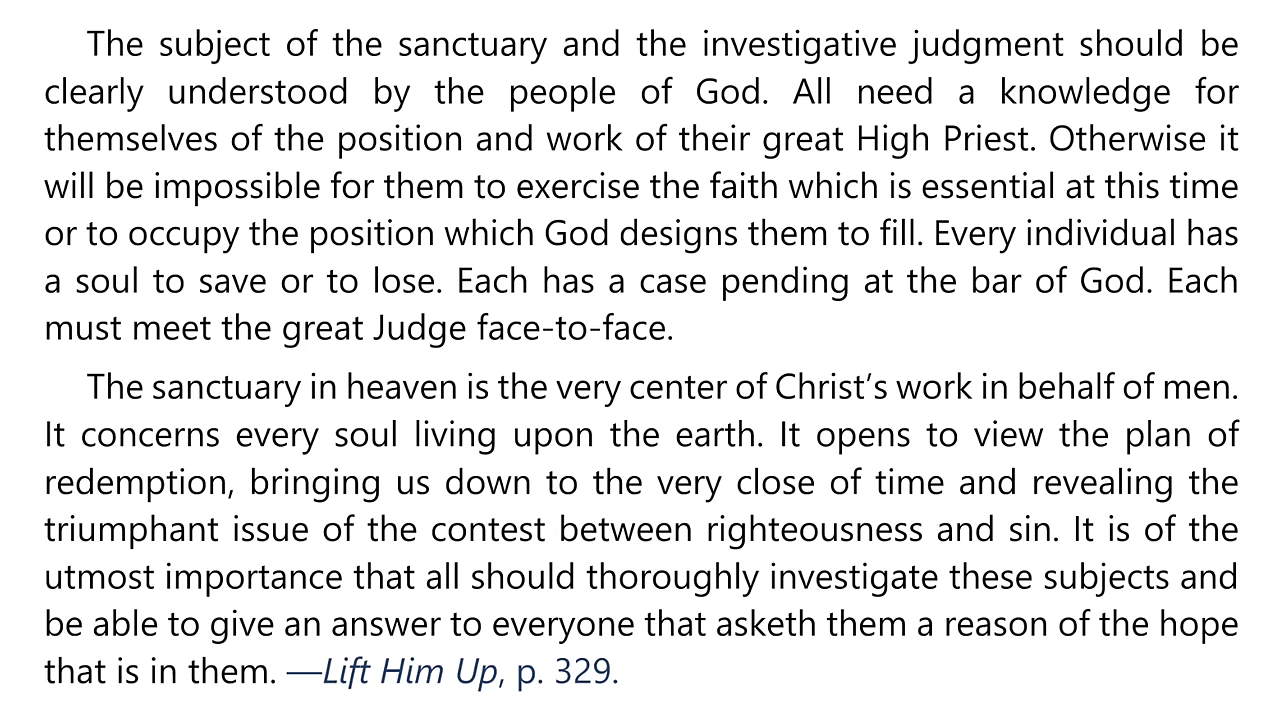 The subject of the sanctuary and the investigative judgment should be
clearly understood by the people of God. All need a knowledge for
themselves of the position and work of their great High Priest. Otherwise it
will be impossible for them to exercise the faith which is essential at this time
or to occupy the position which God designs them to fill. Every individual has
a soul to save or to lose. Each has a case pending at the bar of God. Each
must meet the great Judge face-to-face.
The sanctuary in heaven is the very center of Christ’s work in behalf of men.
It concerns every soul living upon the earth. It opens to view the plan of
redemption, bringing us down to the very close of time and revealing the
triumphant issue of the contest between righteousness and sin. It is of the
utmost importance that all should thoroughly investigate these subjects and
be able to give an answer to everyone that asketh them a reason of the hope
that is in them. —Lift Him Up, p. 329.